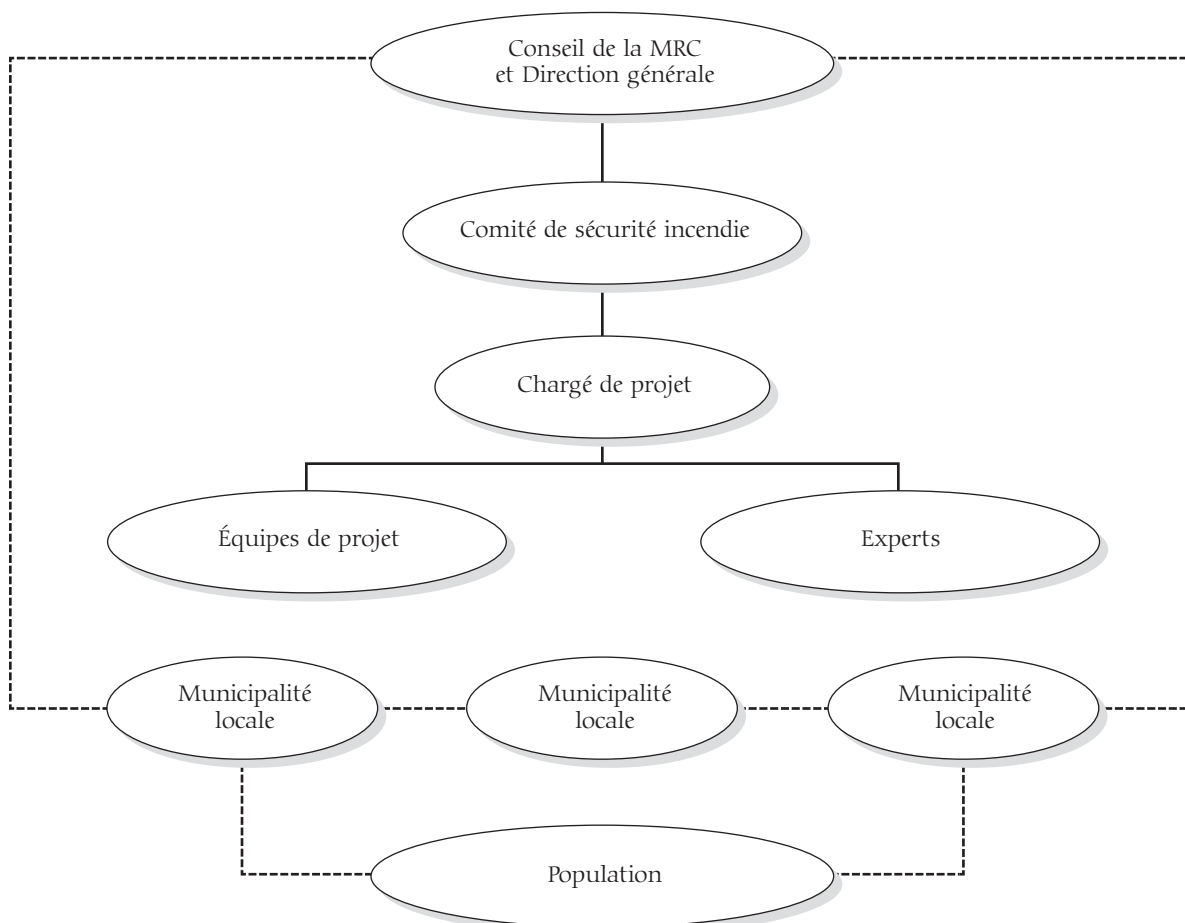 Conseil de la MRC
et Direction générale
Comité de sécurité incendie
Chargé de projet
Équipes de projet
Experts
Municipalité
locale
Municipalité
locale
Municipalité
locale
Population